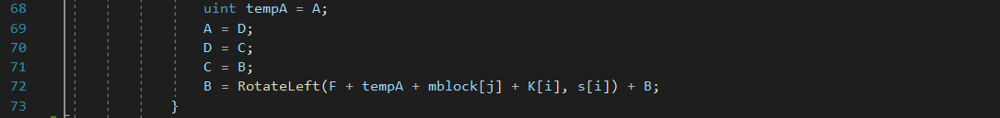 68 uint tempA = A;
69 A = D;
70 D = C;
71 C = B;
72 B = RotateLeft(F + tempA + mblock[j] + K[i], s[i]) + B;
73 }